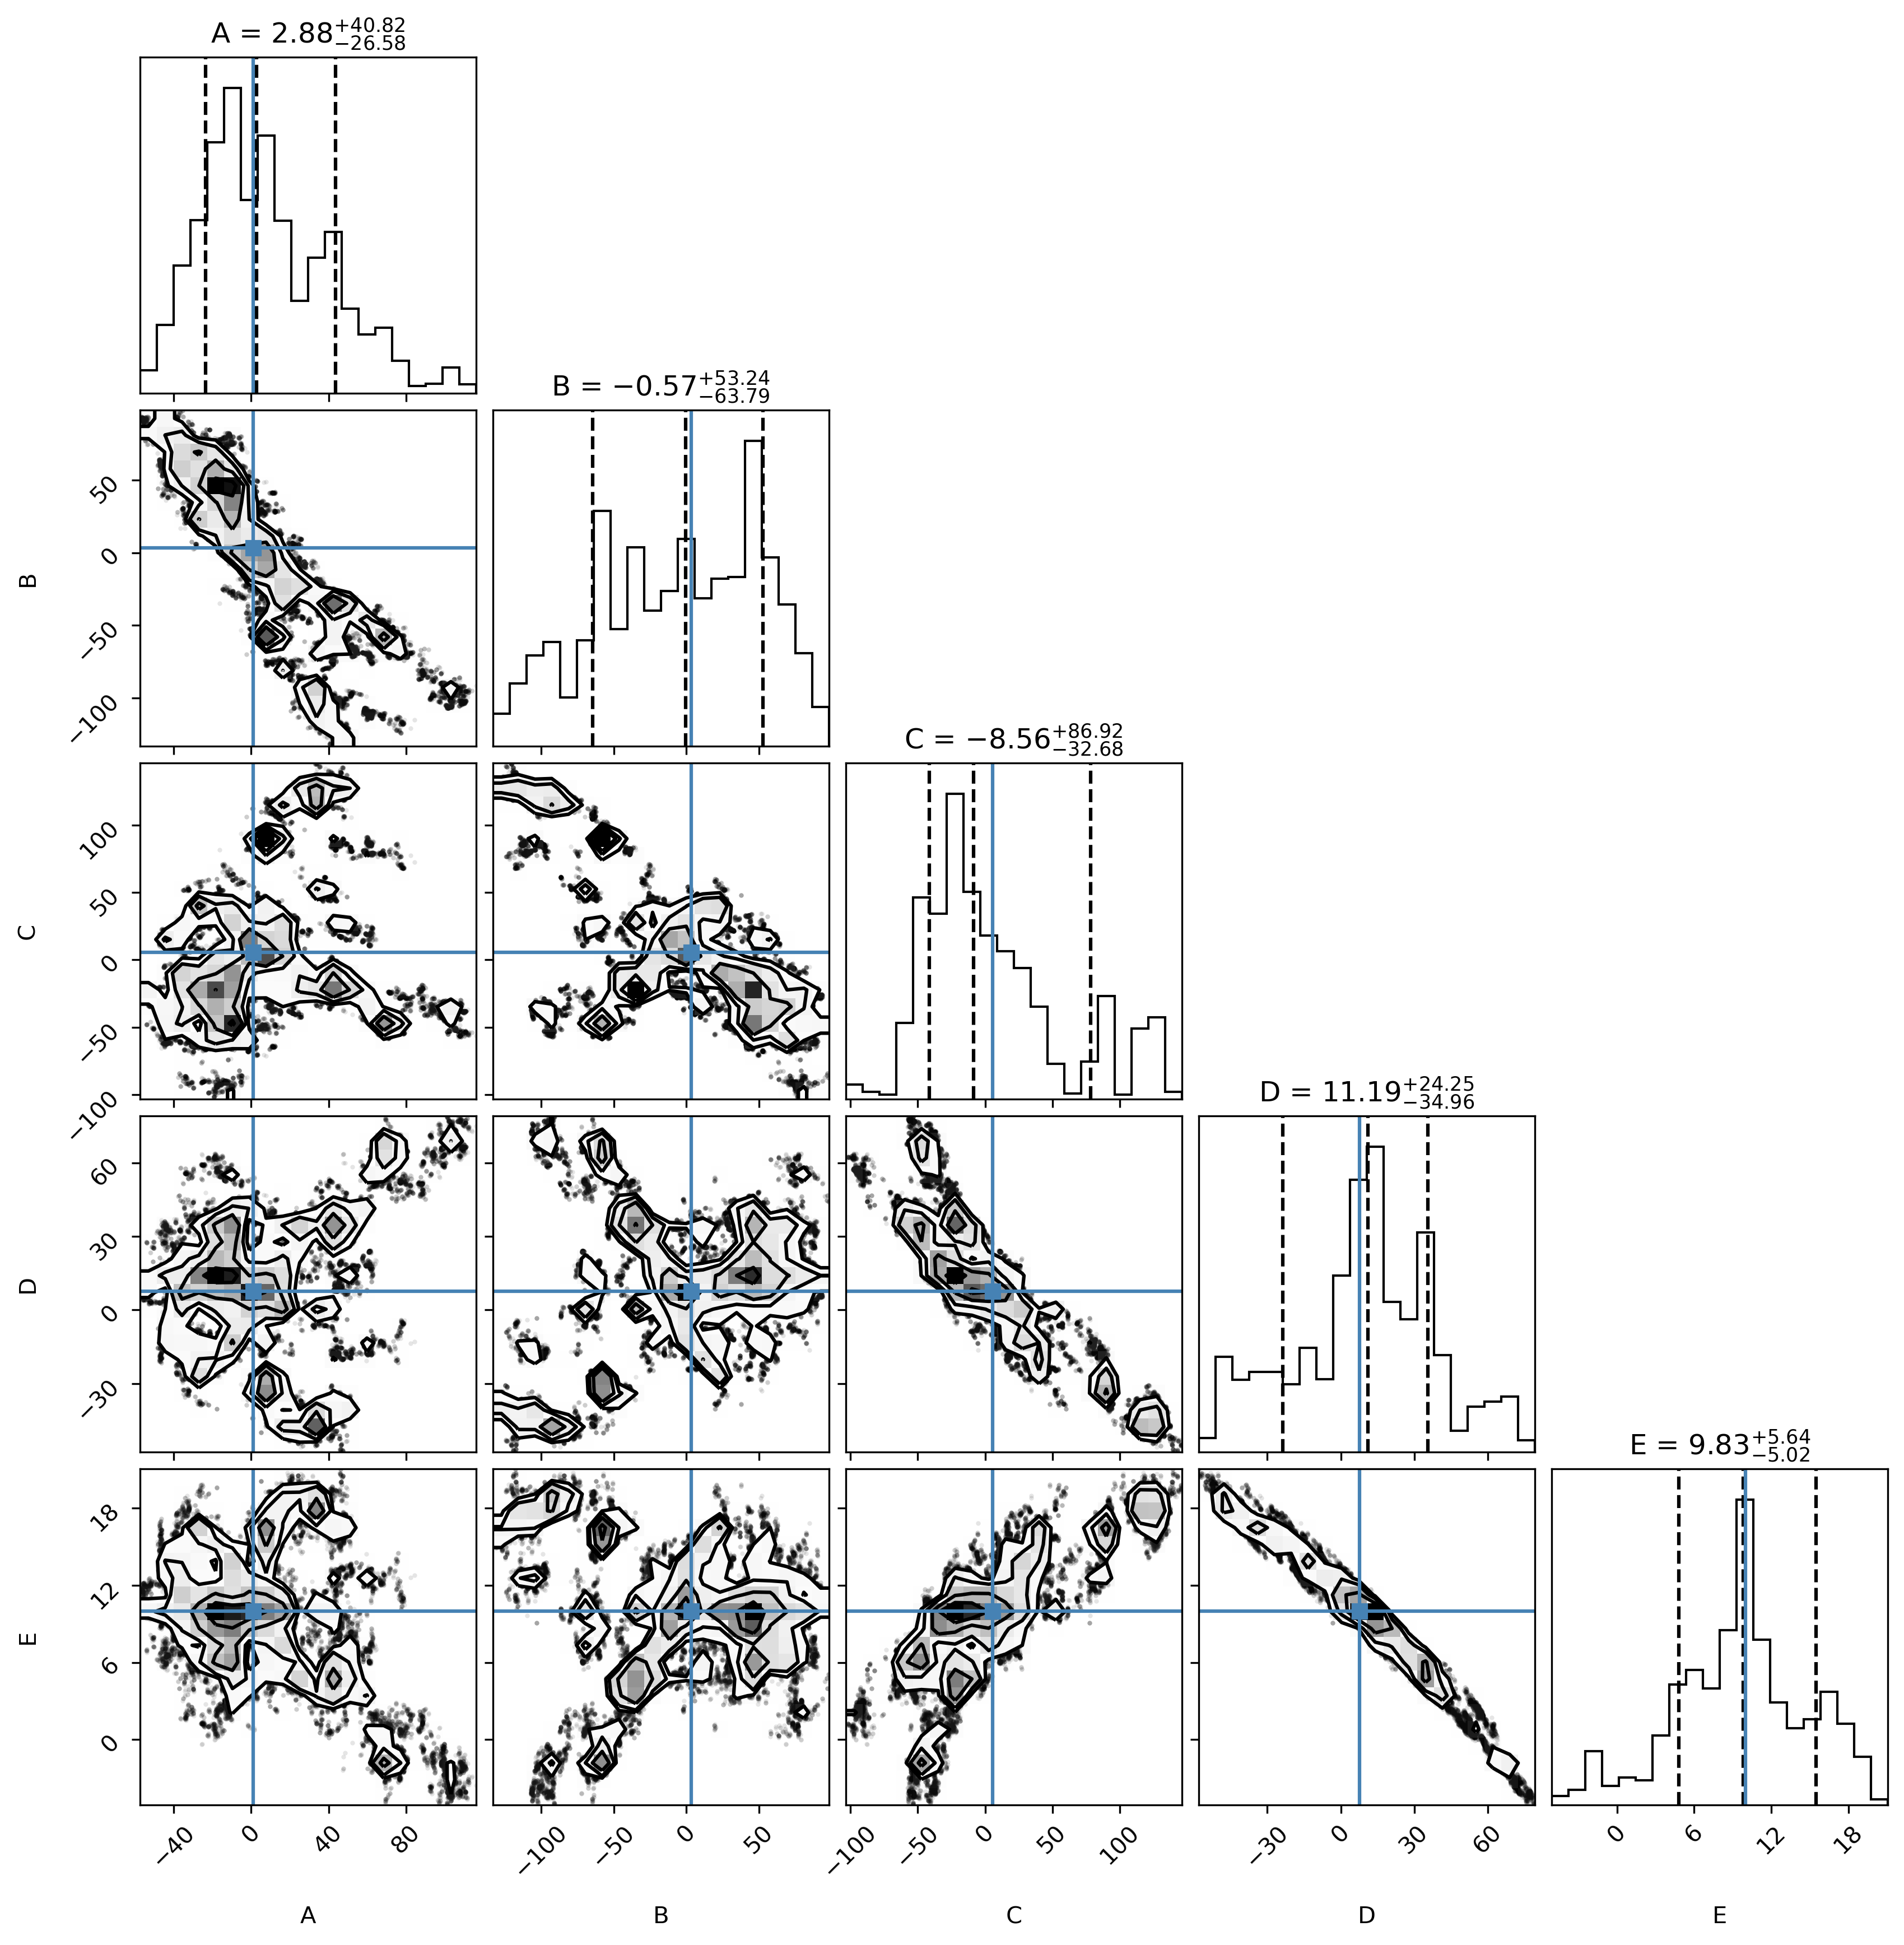 A = 2.88 +40.82 −26.58
B = −0.57 +53.24 −63.79
50
0
−50
−100
B
C = −8.56 +86.92 −32.68
100
50
0
−50
−100
C
D = 11.19 +24.25 −34.96
60
30
0
−30
D
E = 9.83 +5.64 −5.02
18
12
6
0
E
−40 0 40 80 −100 −50 0 50 −100 −50 0 50 100 −30 0 30 60 0 6 12 18
A B C D E